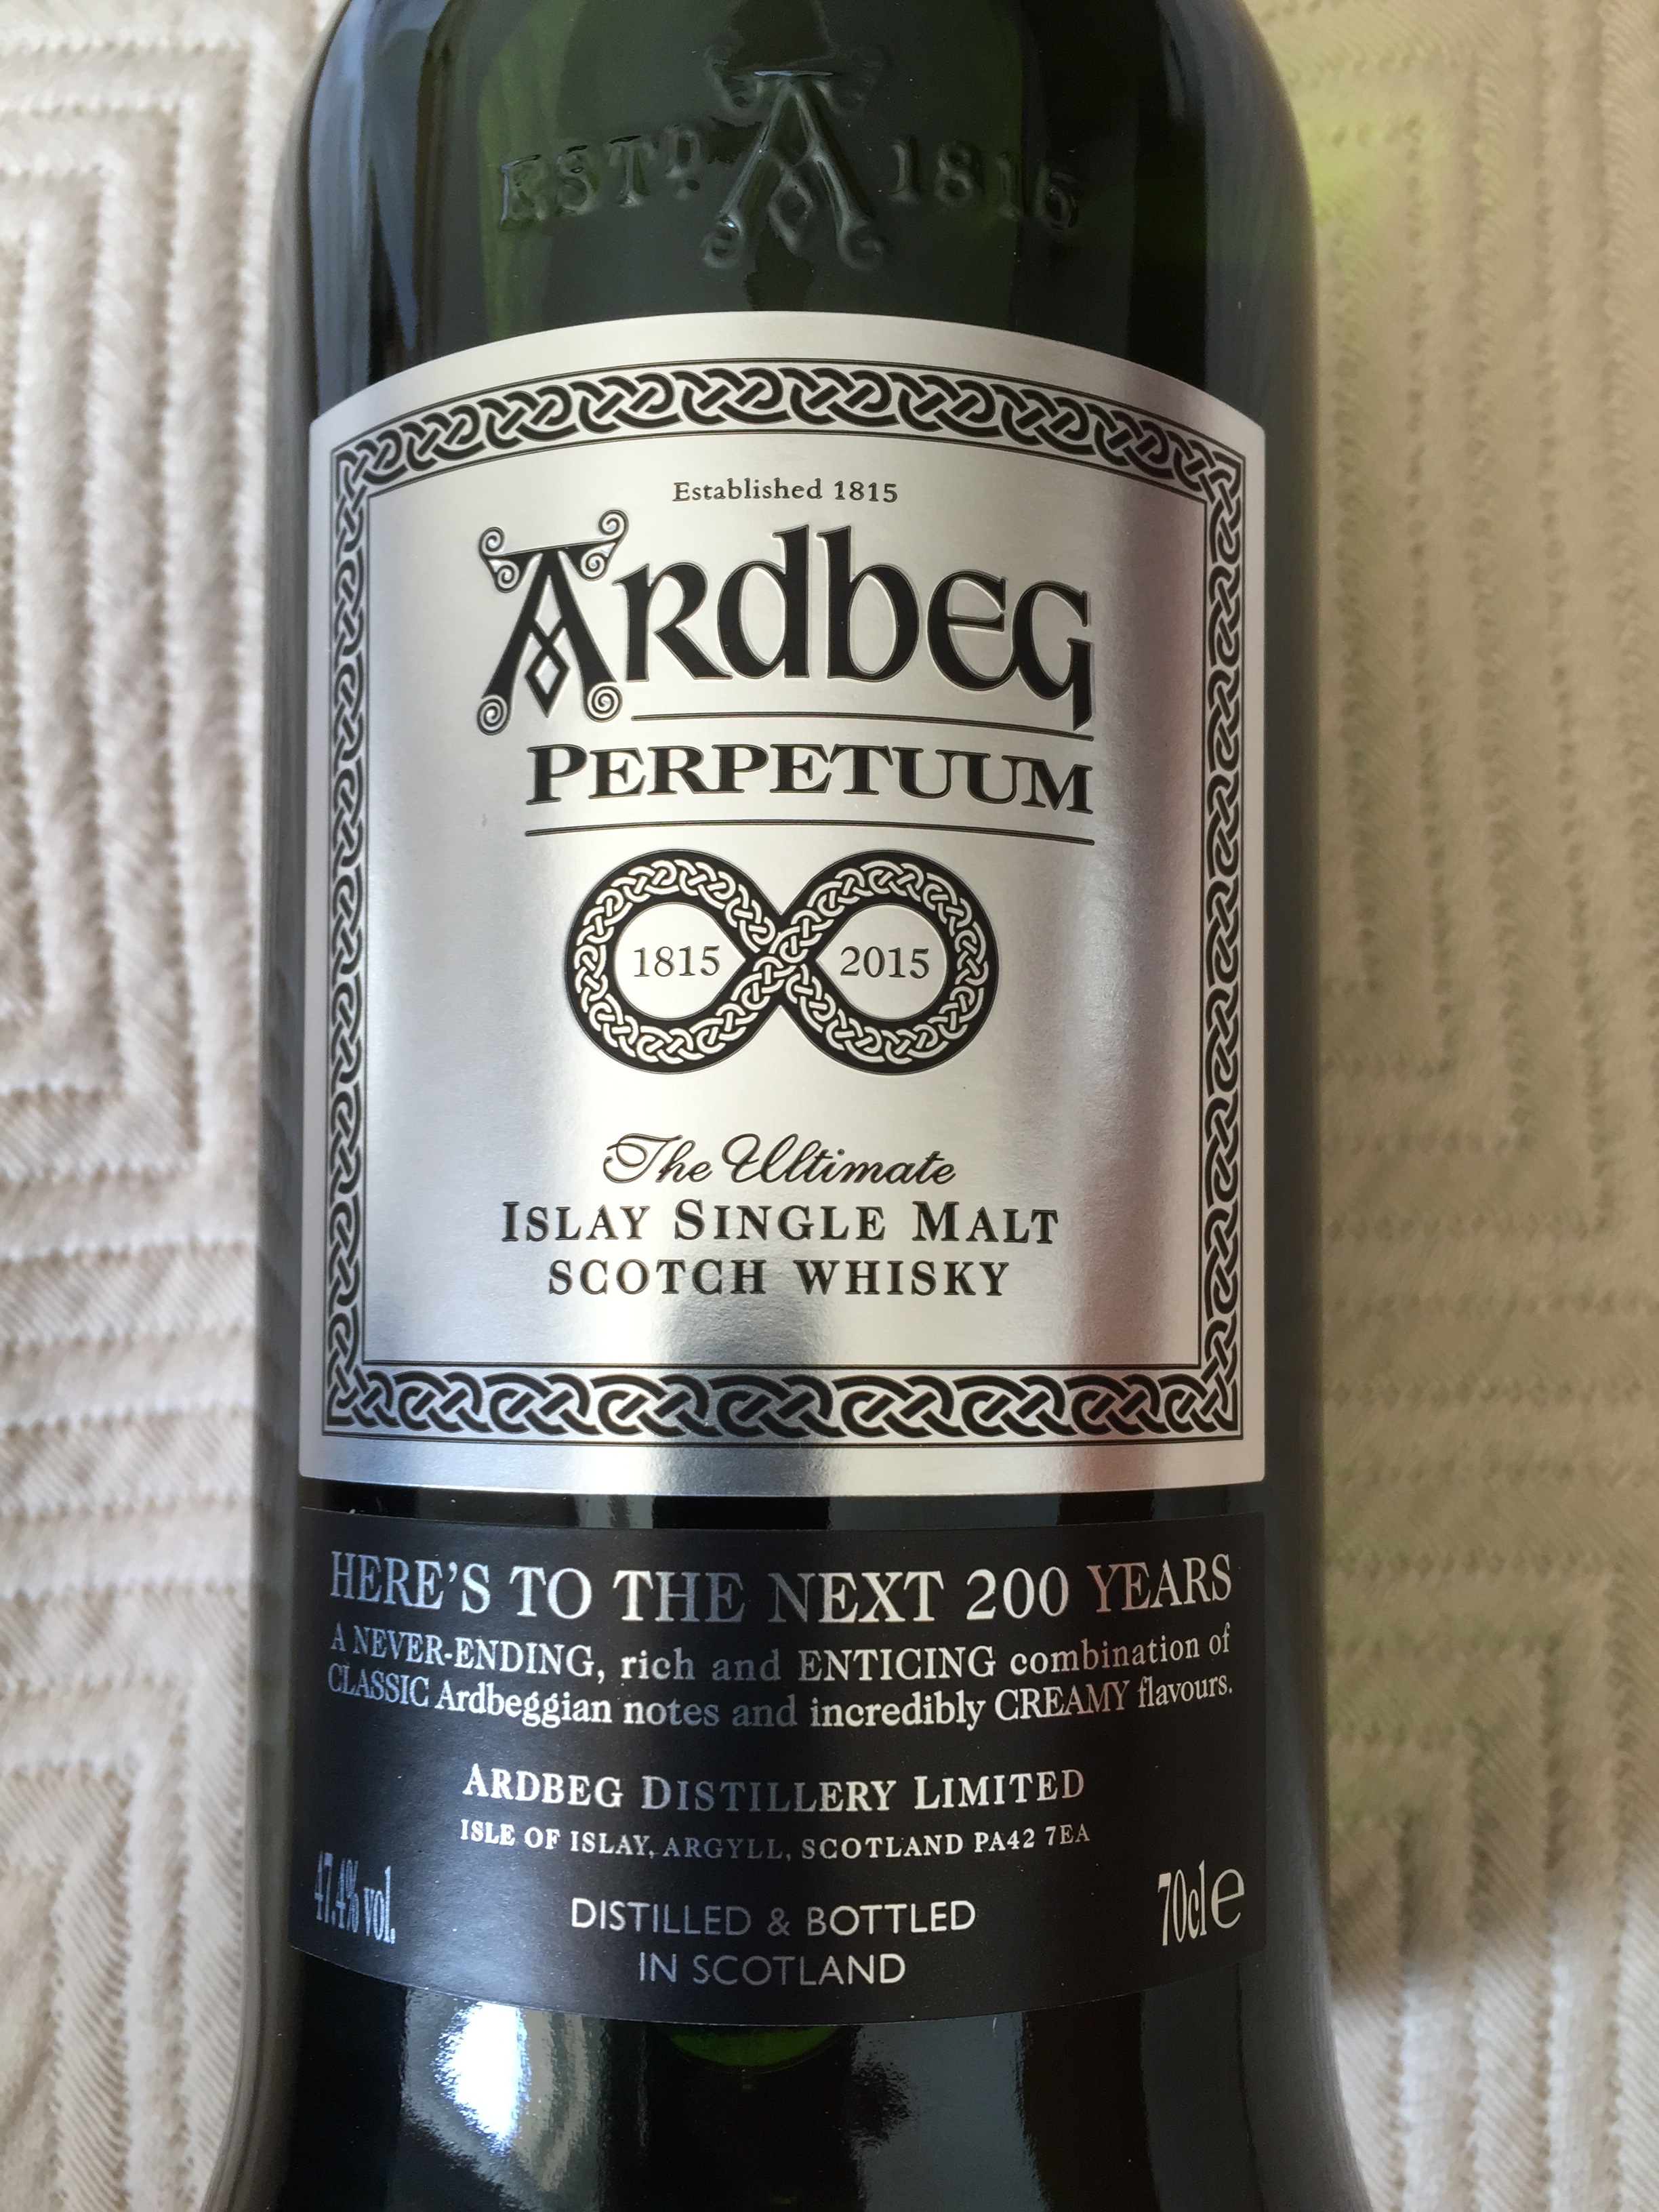 ESTD A 1815
Established 1815
ARdbEG
PERPETUUM
1815 2015
The Ultimate
ISLAY SINGLE MALT
SCOTCH WHISKY
HERE'S TO THE NEXT 200 YEARS
A NEVER-ENDING, rich and ENTICING combination of
CLASSIC Ardbeggian notes and incredibly CREAMY flavours.
ARDBEG DISTILLERY LIMITED
ISLE OF ISLAY, ARGYLL, SCOTLAND PA42 7EA
47.4% vol.
DISTILLED & BOTTLED
IN SCOTLAND
70cl e